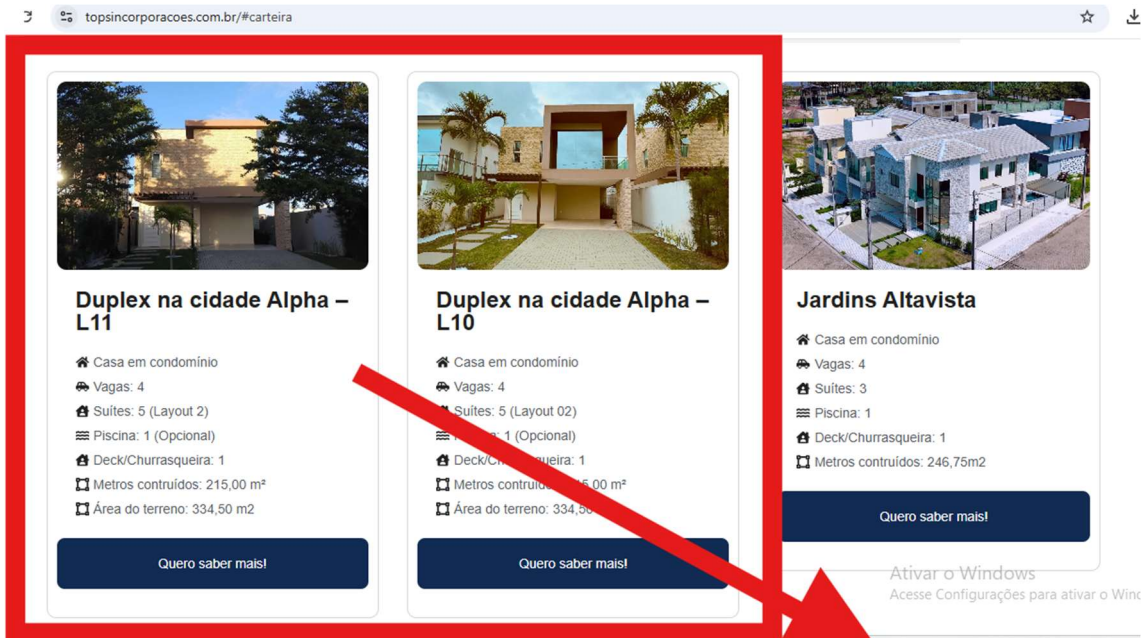 topsincorporacoes.com.br/#carteira
Duplex na cidade Alpha –
L11
Casa em condomínio
Vagas: 4
Suítes: 5 (Layout 2)
Piscina: 1 (Opcional)
Deck/Churrasqueira: 1
Metros contruídos: 215,00 m²
Área do terreno: 334,50 m2
Quero saber mais!
Duplex na cidade Alpha –
L10
Casa em condomínio
Vagas: 4
Suítes: 5 (Layout 02)
1 (Opcional)
queira: 1
Metros
5,00 m²
Área do terreno: 334,5
Quero saber mais!
Jardins Altavista
Casa em condomínio
Vagas: 4
Suítes: 3
Piscina: 1
Deck/Churrasqueira: 1
Metros contruídos: 246,75m2
Quero saber mais!
Ativar o Windows
Acesse Configurações para ativar o Wind